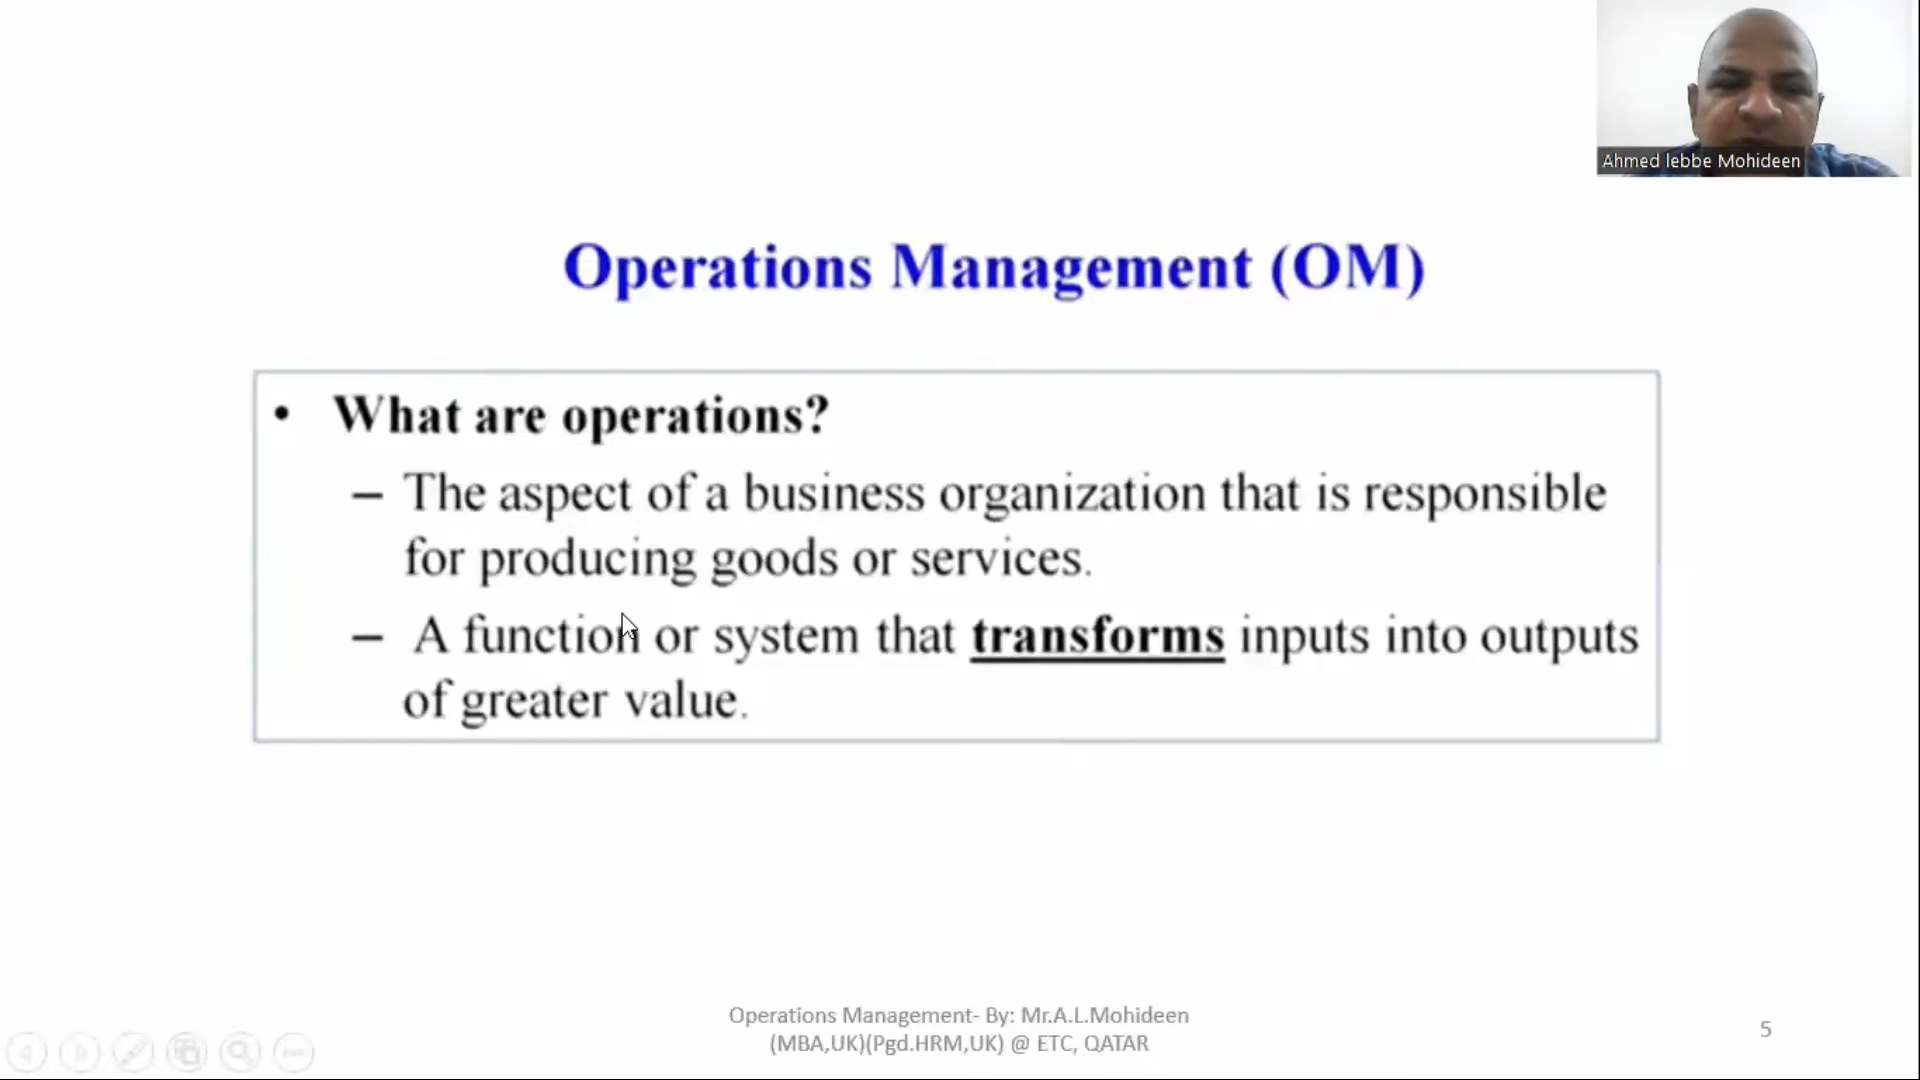 Ahmed lebbe Mohideen
Operations Management (OM)
• What are operations?
– The aspect of a business organization that is responsible
for producing goods or services.
– A function or system that transforms inputs into outputs
of greater value.
Operations Management- By: Mr.A.L.Mohideen
(MBA,UK)(Pgd.HRM,UK) @ ETC, QATAR
5